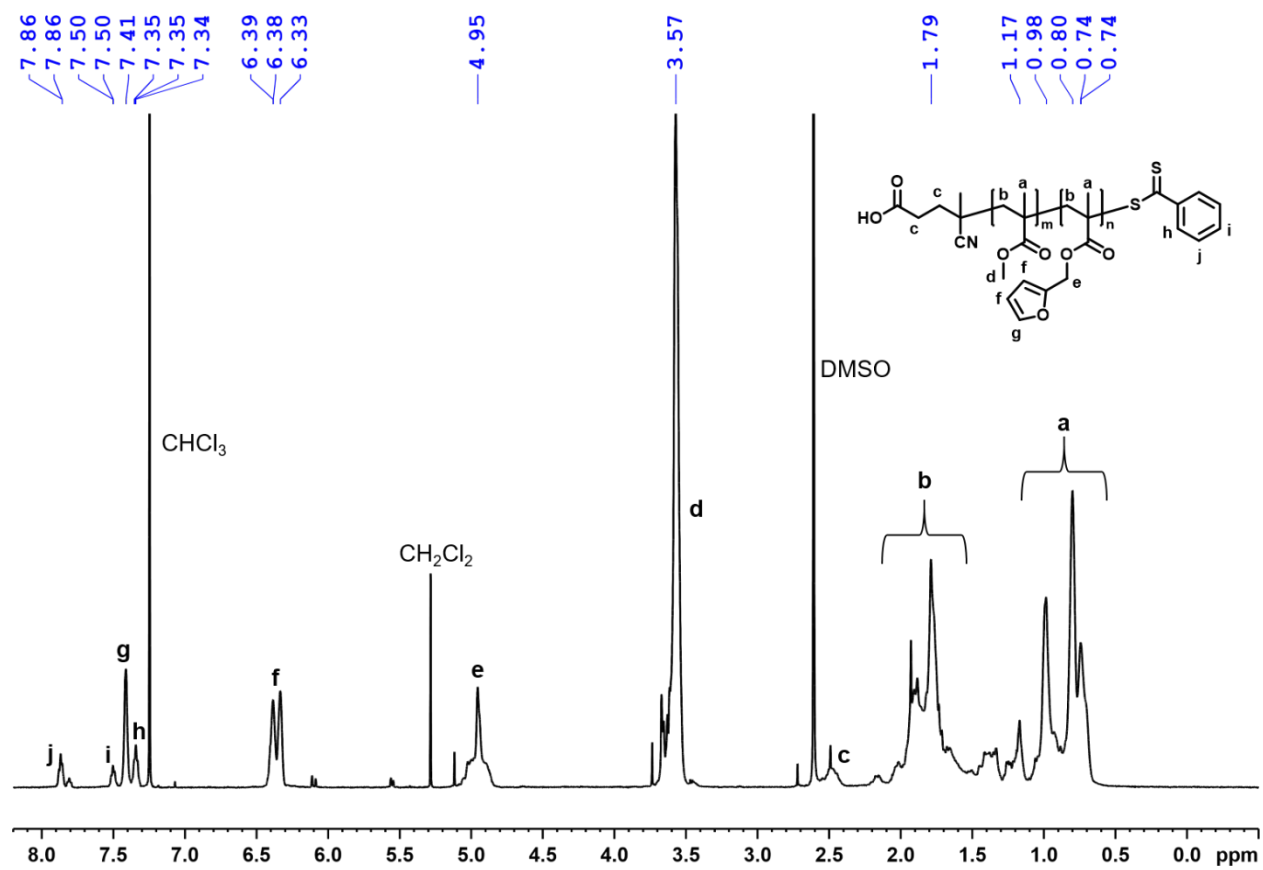 7.86
7.86
7.50
7.50
7.41
7.35
7.35
7.34
6.39
6.38
6.33
4.95
3.57
1.79
1.17
0.98
0.80
0.74
0.74
S
a
a
O
c
b
b
S
HO
m
n
c
CN
O
O
h
i
d
O
f
O
e
j
f
O
g
DMSO
CHCl₃
a
b
d
CH₂Cl₂
g
f
e
h
j
i
c
8.0 7.5 7.0 6.5 6.0 5.5 5.0 4.5 4.0 3.5 3.0 2.5 2.0 1.5 1.0 0.5 0.0 ppm